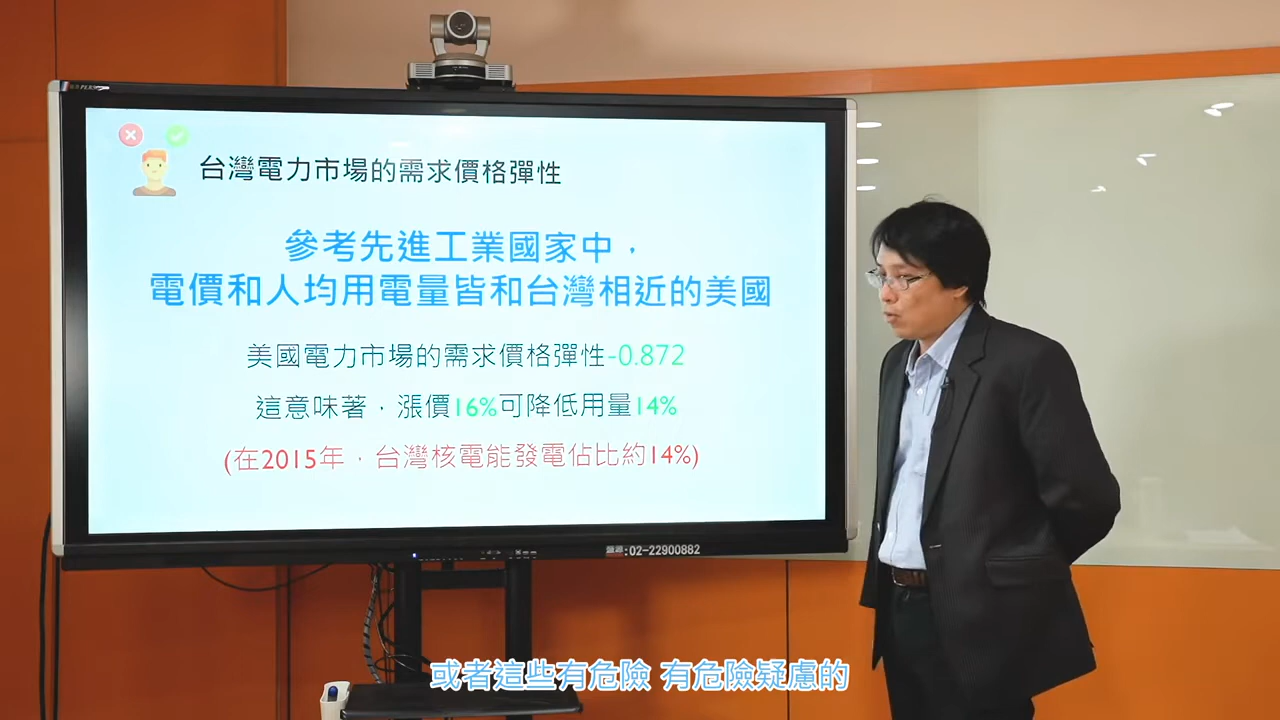 台灣電力市場的需求價格彈性
參考先進工業國家中，
電價和人均用電量皆和台灣相近的美國
美國電力市場的需求價格彈性-0.872
這意味著，漲價16%可降低用量14%
(在2015年，台灣核電能發電佔比約14%)
:02-22900882
或者這些有危險 有危險疑慮的